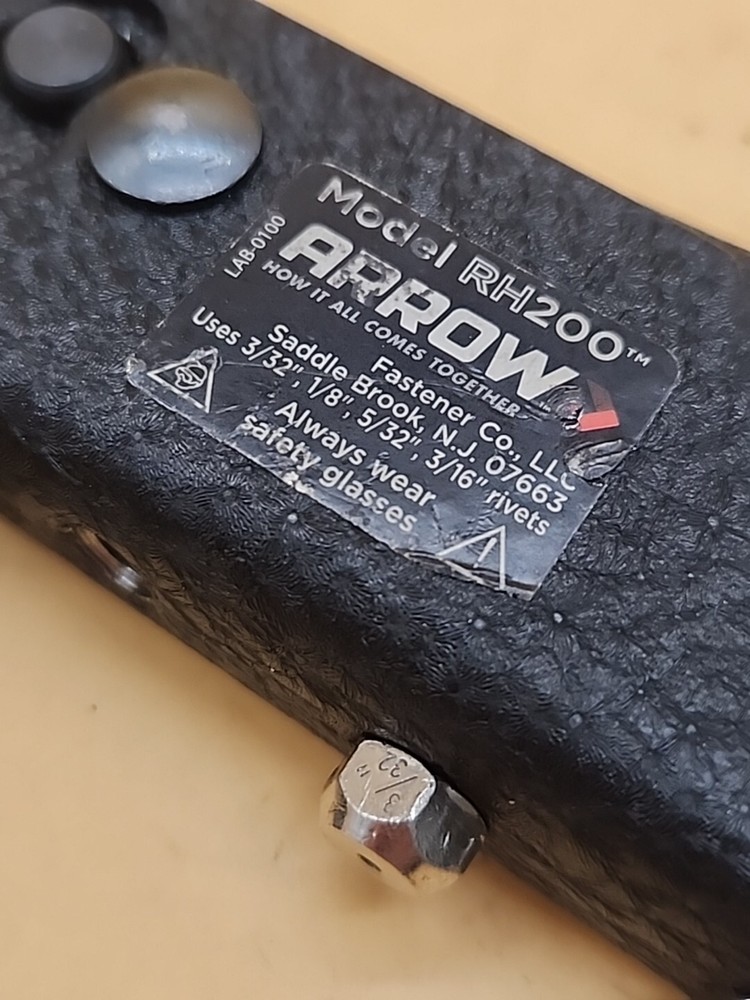 Model RH200™
LAB-0100
ARROW
HOW IT ALL COMES TOGETHER
Fastener Co., LLC
Saddle Brook, N.J. 07663
Uses 3/32", 1/8", 5/32", 3/16" rivets
Always wear
safety glasses
3/32"